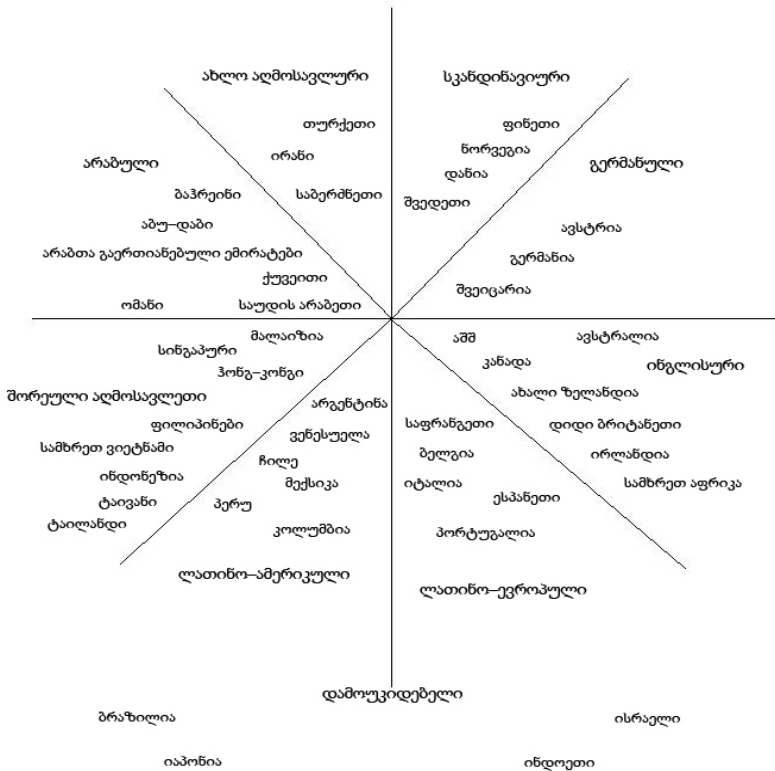 ახლო აღმოსავლური
თურქეთი
ირანი
საბერძნეთი
სკანდინავიური
ფინეთი
ნორვეგია
დანია
შვედეთი
გერმანული
ავსტრია
გერმანია
შვეიცარია
არაბული
ბაჰრეინი
აბუ-დაბი
არაბთა გაერთიანებული ემირატები
ქუვეითი
ომანი
საუდის არაბეთი
მალაიზია
სინგაპური
ჰონგ-კონგი
შორეული აღმოსავლეთი
ფილიპინები
სამხრეთ ვიეტნამი
ინდონეზია
ტაივანი
ტაილანდი
არგენტინა
ვენესუელა
ჩილე
მექსიკა
პერუ
კოლუმბია
ლათინო-ამერიკული
აშშ
ავსტრალია
კანადა
ინგლისური
ახალი ზელანდია
დიდი ბრიტანეთი
ირლანდია
სამხრეთ აფრიკა
საფრანგეთი
ბელგია
იტალია
ესპანეთი
პორტუგალია
ლათინო-ევროპული
დამოუკიდებელი
ბრაზილია
ისრაელი
იაპონია
ინდოეთი